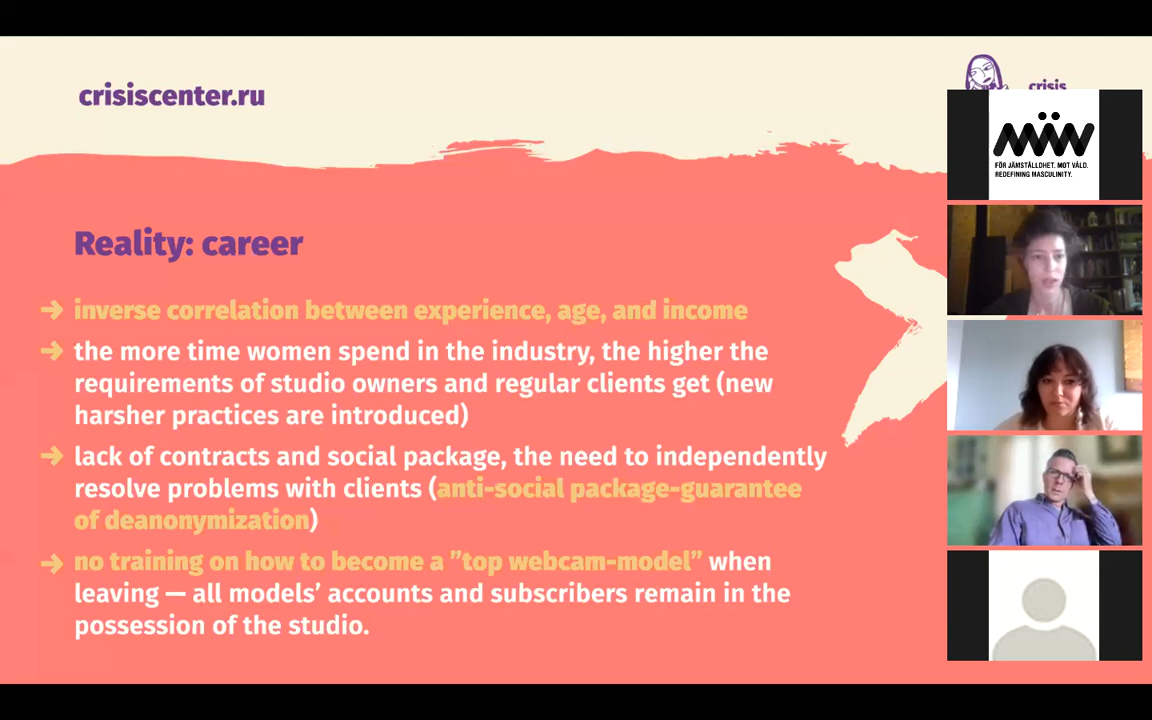 crisiscenter.ru
crisis
MÄN
FÖR JÄMSTÄLLDHET. MOT VÅLD.
REDEFINING MASCULINITY.
Reality: career
→ inverse correlation between experience, age, and income
→ the more time women spend in the industry, the higher the
requirements of studio owners and regular clients get (new
harsher practices are introduced)
→ lack of contracts and social package, the need to independently
resolve problems with clients (anti-social package-guarantee
of deanonymization)
→ no training on how to become a ”top webcam-model” when
leaving — all models’ accounts and subscribers remain in the
possession of the studio.